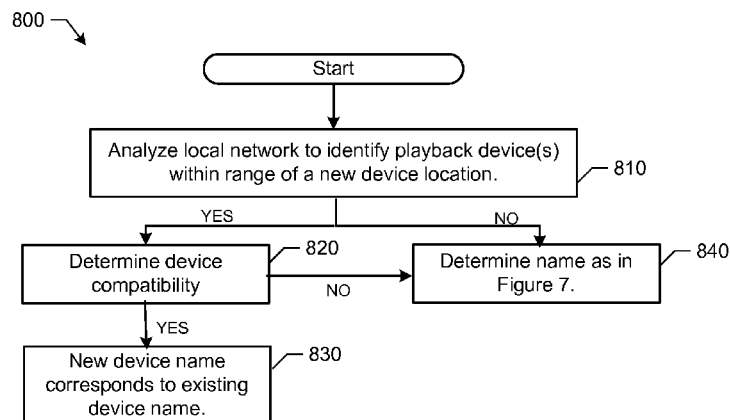 800
Start
Analyze local network to identify playback device(s)
within range of a new device location.
810
YES
NO
820
Determine device
compatibility
NO
Determine name as in
Figure 7.
840
YES
830
New device name
corresponds to existing
device name.